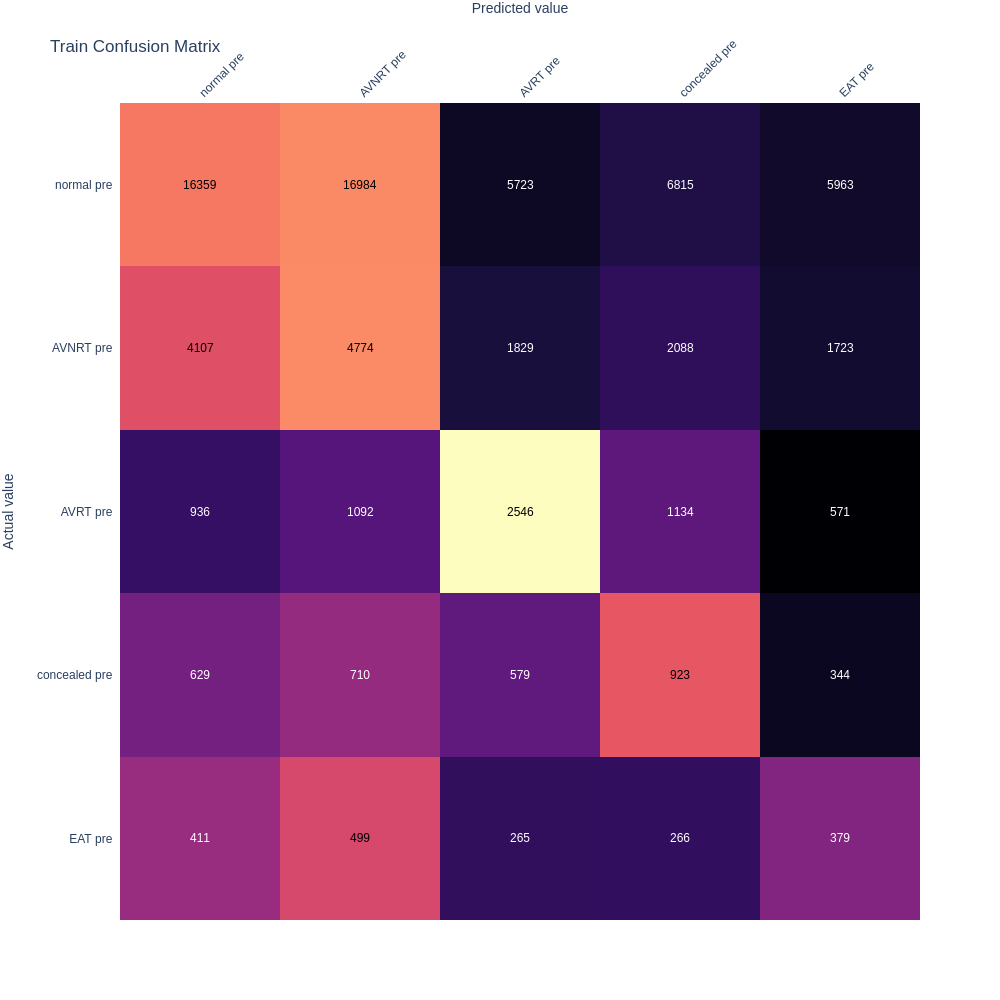 Predicted value
Train Confusion Matrix
normal pre
AVNRT pre
AVRT pre
concealed pre
EAT pre
normal pre 16359 16984 5723 6815 5963
AVNRT pre 4107 4774 1829 2088 1723
Actual value
AVRT pre 936 1092 2546 1134 571
concealed pre 629 710 579 923 344
EAT pre 411 499 265 266 379